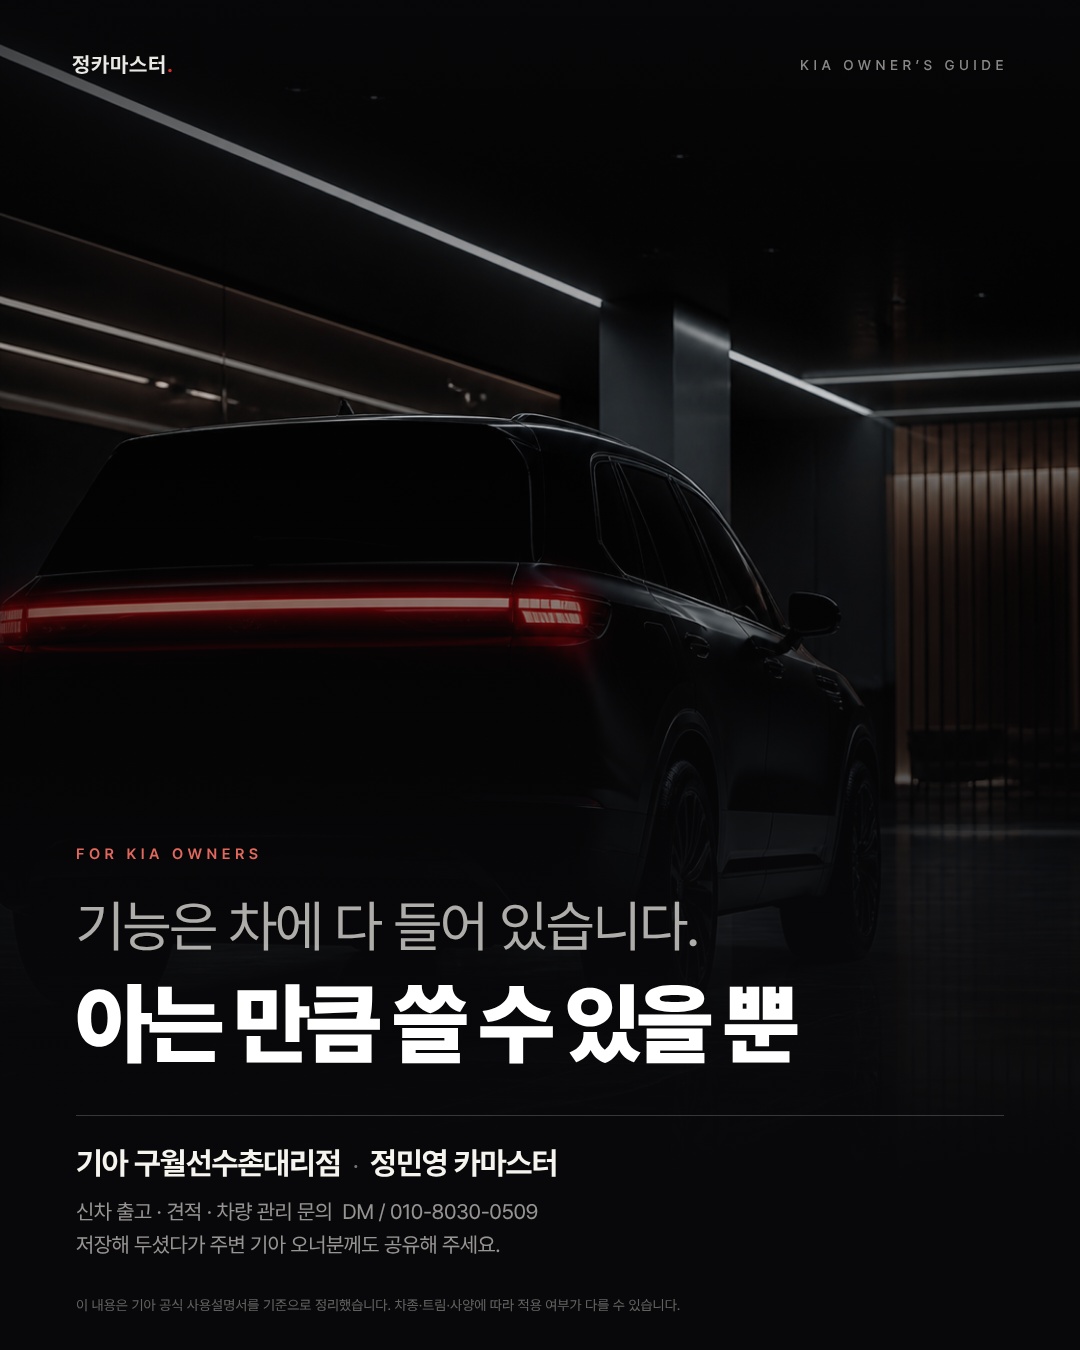 정카마스터.
KIA OWNER’S GUIDE
FOR KIA OWNERS
기능은 차에 다 들어 있습니다.
아는 만큼 쓸 수 있을 뿐
기아 구월선수촌대리점 · 정민영 카마스터
신차 출고 · 견적 · 차량 관리 문의 DM / 010-8030-0509
저장해 두셨다가 주변 기아 오너분께도 공유해 주세요.
이 내용은 기아 공식 사용설명서를 기준으로 정리했습니다. 차종·트림·사양에 따라 적용 여부가 다를 수 있습니다.